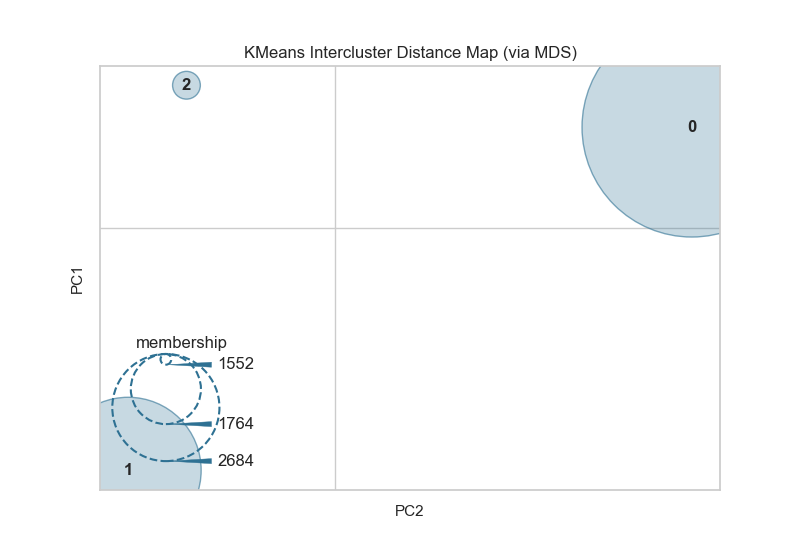 KMeans Intercluster Distance Map (via MDS)
2
0
PC1
membership
1552
1764
2684
1
PC2